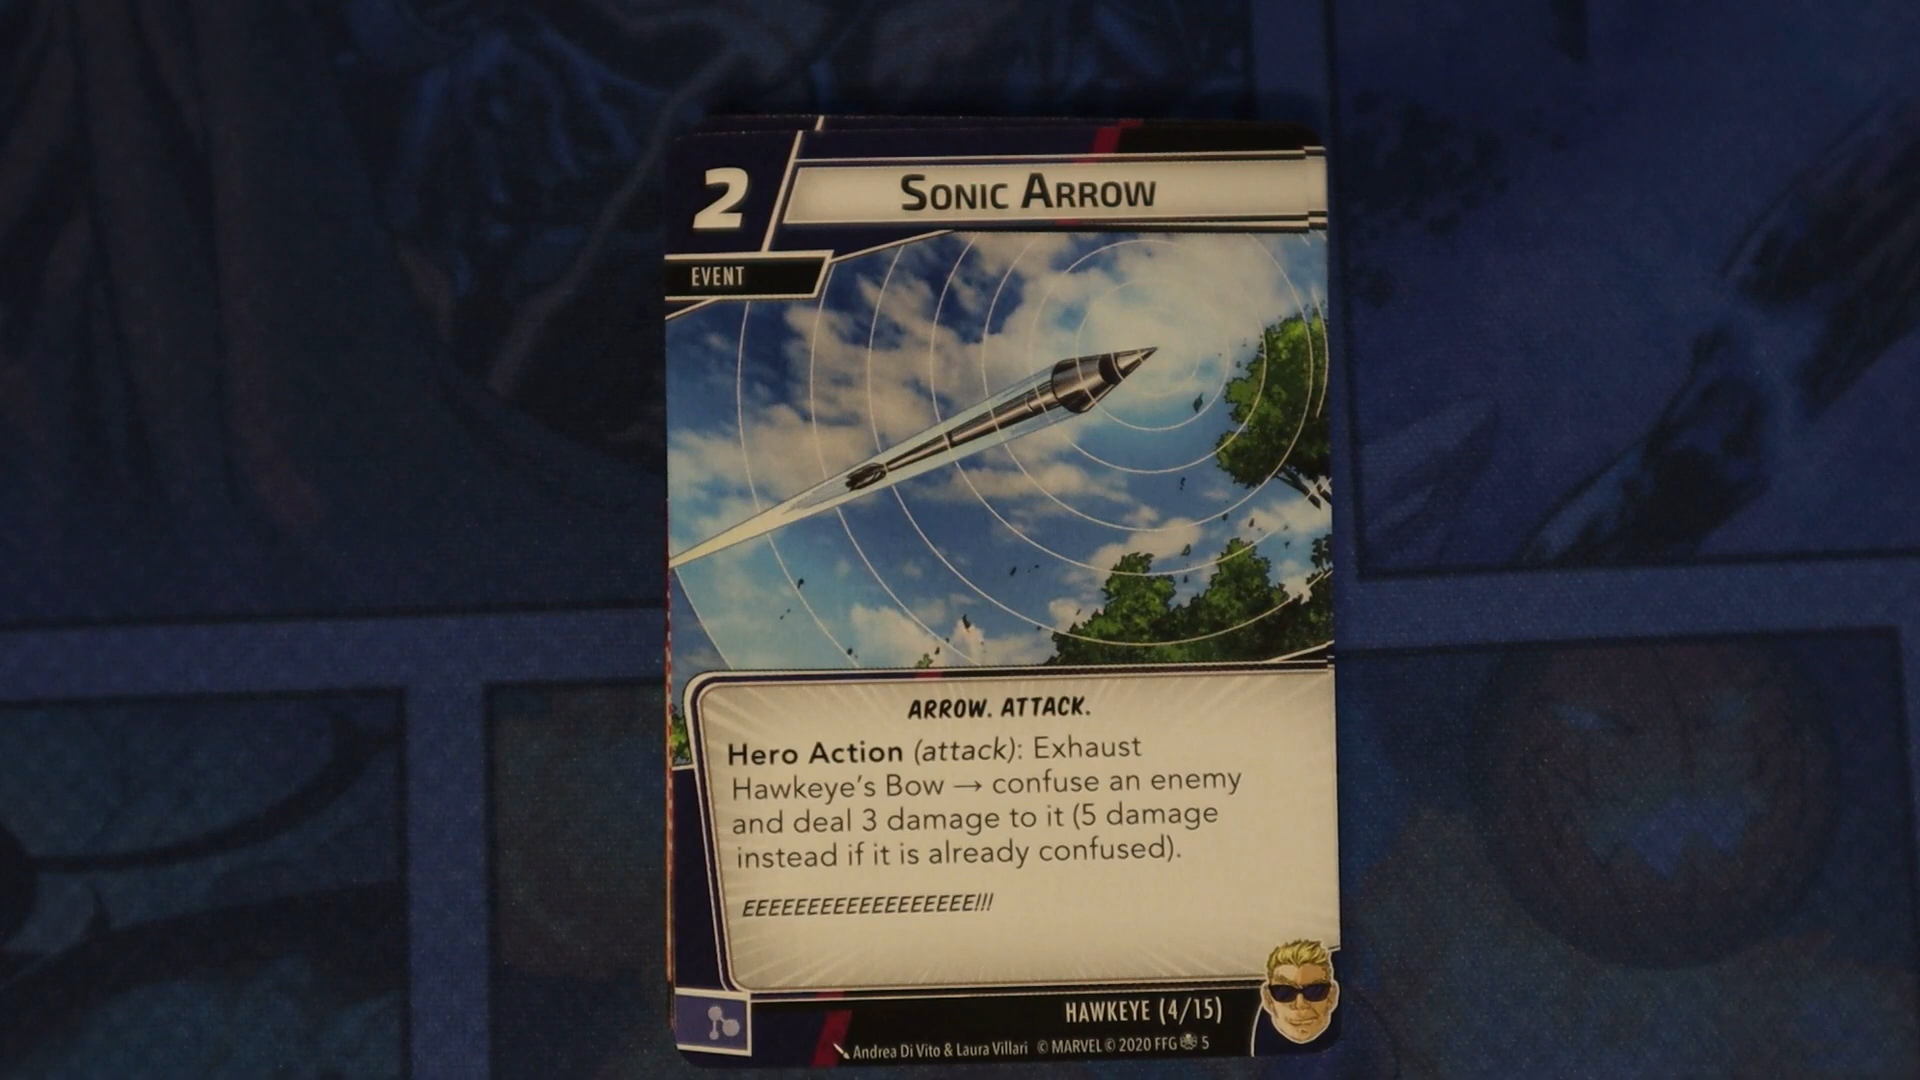 2
SONIC ARROW
EVENT
ARROW. ATTACK.
Hero Action (attack): Exhaust
Hawkeye's Bow → confuse an enemy
and deal 3 damage to it (5 damage
instead if it is already confused).
EEEEEEEEEEEEEEEEEE!!!
HAWKEYE (4/15)
Andrea Di Vito & Laura Villari © MARVEL © 2020 FFG 5